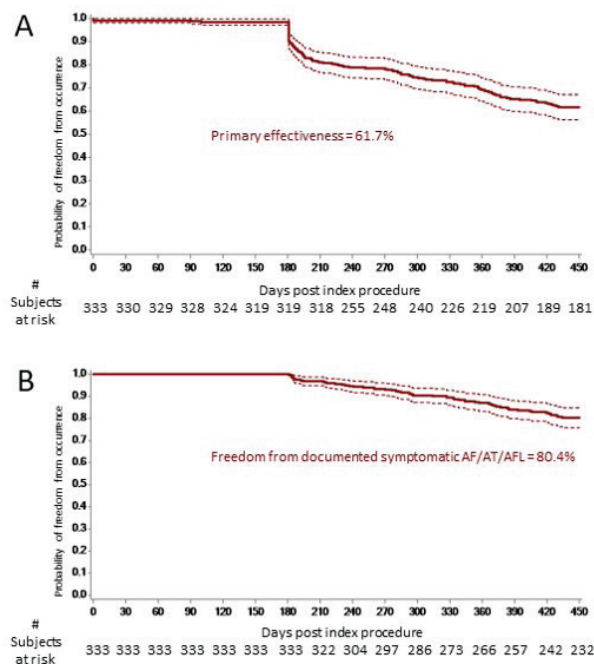 A
Probability of freedom from occurrence
1.0
0.9
0.8
0.7
0.6
0.5
0.4
0.3
0.2
0.1
0.0
Primary effectiveness = 61.7%
0 30 60 90 120 150 180 210 240 270 300 330 360 390 420 450
Days post index procedure
# Subjects at risk
333 330 329 328 324 319 319 318 255 248 240 226 219 207 189 181
B
Probability of freedom from occurrence
1.0
0.9
0.8
0.7
0.6
0.5
0.4
0.3
0.2
0.1
0.0
Freedom from documented symptomatic AF/AT/AFL = 80.4%
0 30 60 90 120 150 180 210 240 270 300 330 360 390 420 450
Days post index procedure
# Subjects at risk
333 333 333 333 333 333 333 322 304 297 286 273 266 257 242 232